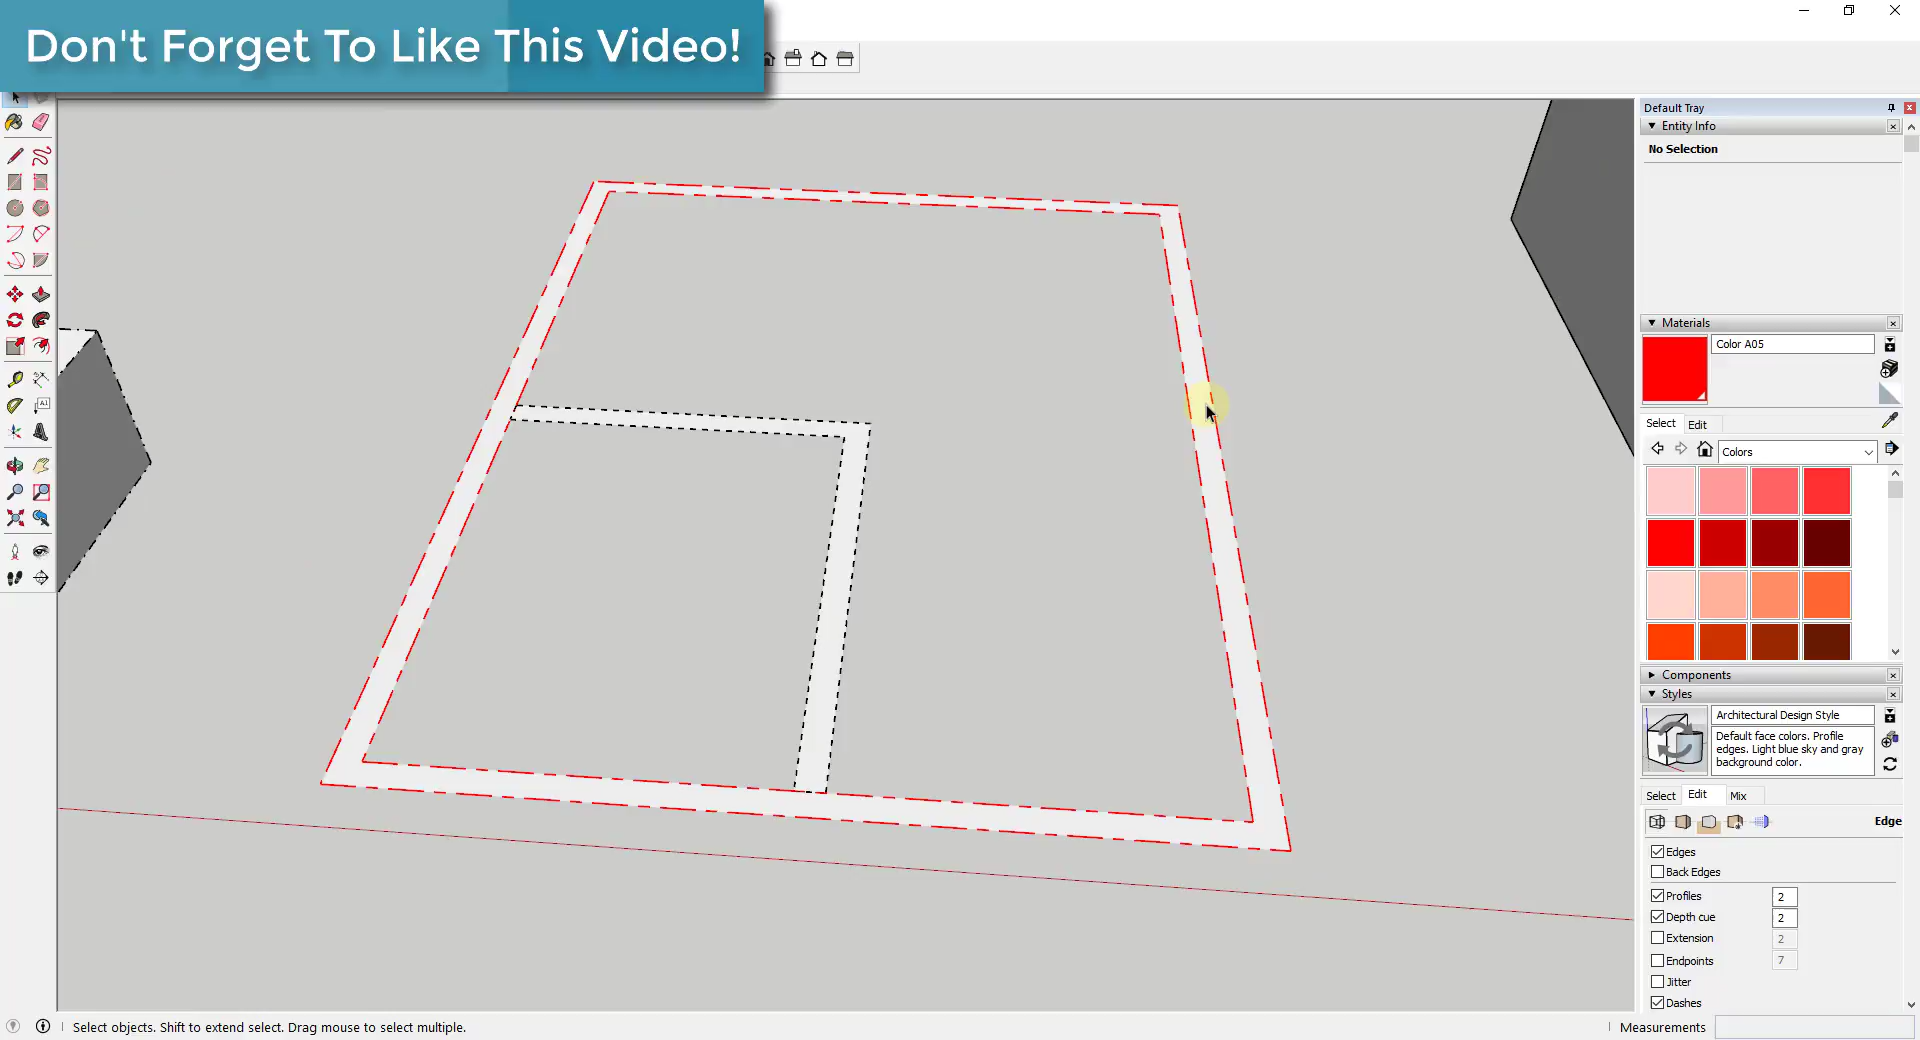 Don't Forget To Like This Video!
A1
Default Tray
Entity Info
No Selection
Materials
Color A05
Select Edit
Colors
Components
Styles
Architectural Design Style
Default face colors. Profile
edges. Light blue sky and gray
background color.
Select Edit Mix
Edge
Edges
Back Edges
Profiles 2
Depth cue 2
Extension 2
Endpoints 7
Jitter
Dashes
Select objects. Shift to extend select. Drag mouse to select multiple.
Measurements